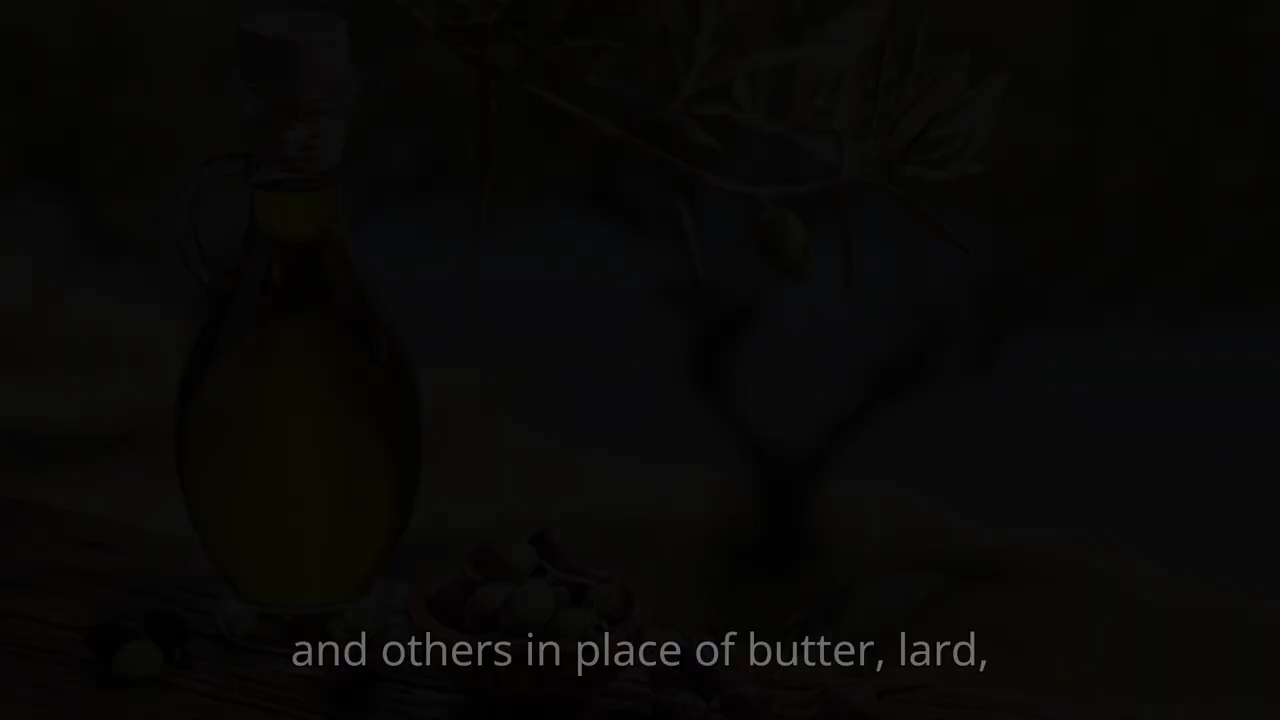 and others in place of butter, lard,